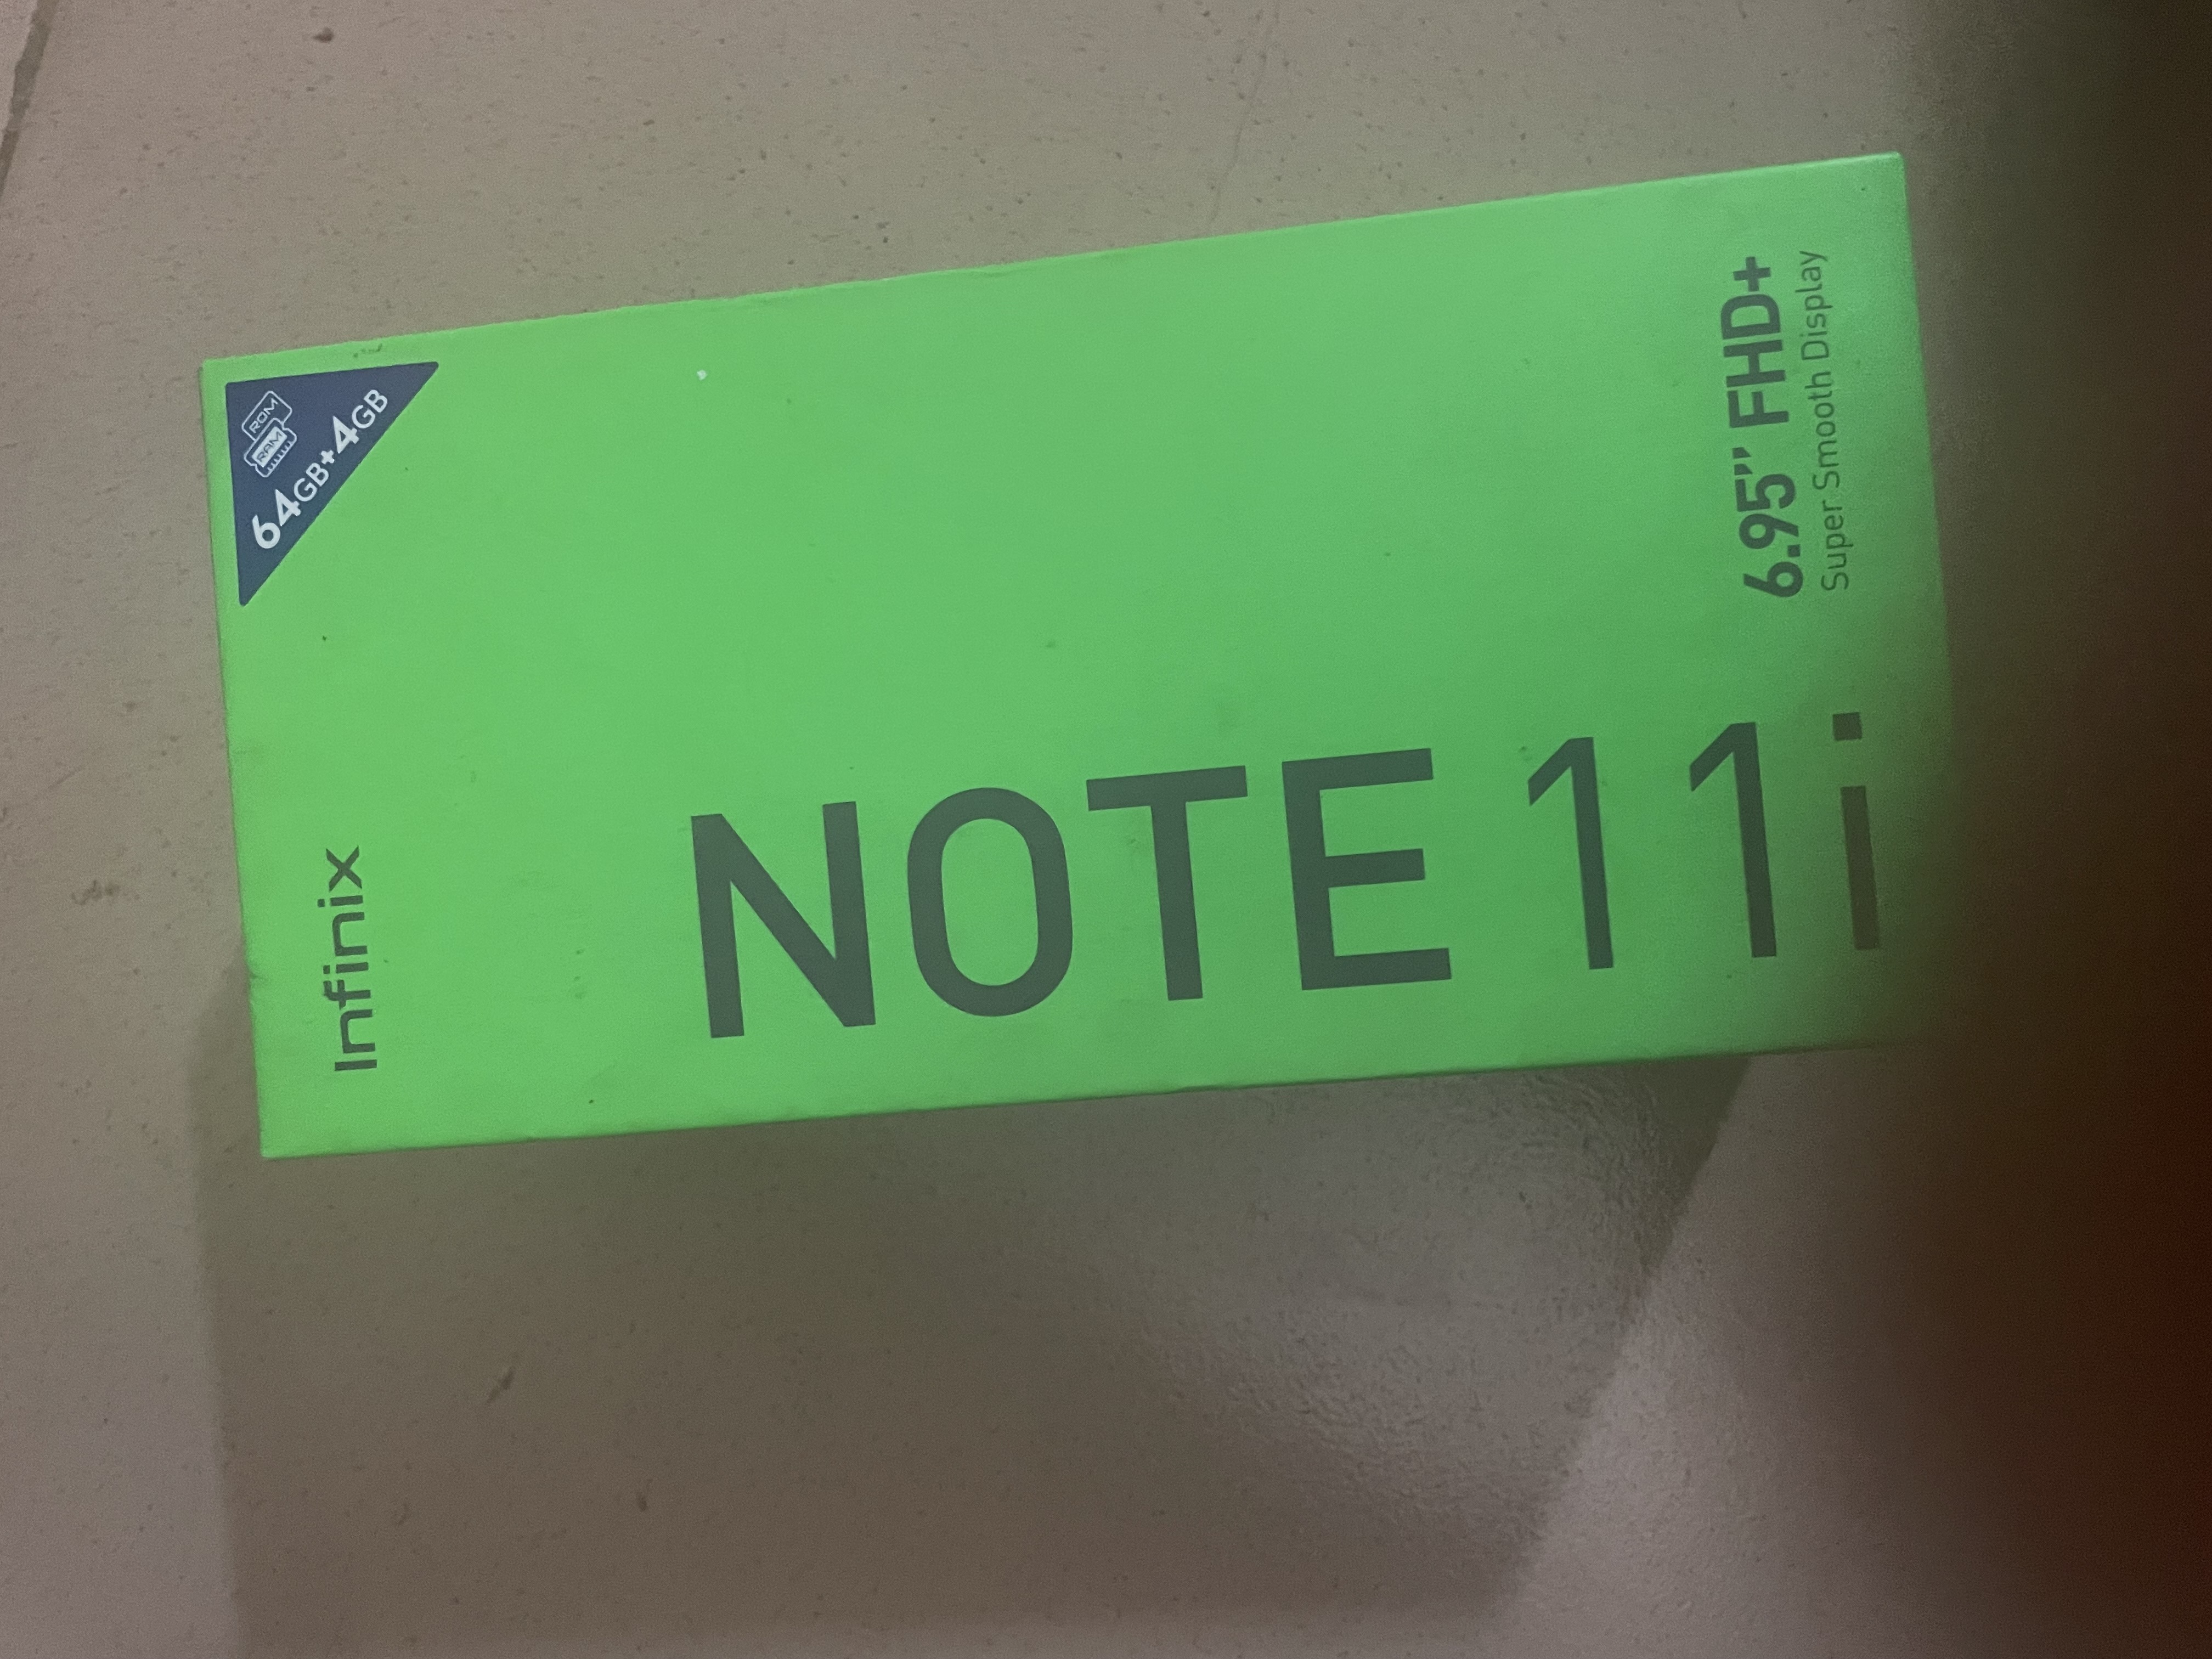 ROM
RAM
64GB+4GB
Infinix
NOTE 11i
6.95" FHD+
Super Smooth Display